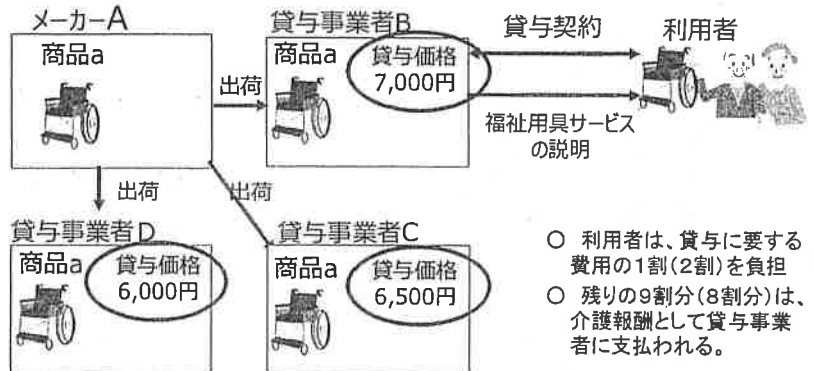 メーカーA
商品a
出荷
貸与事業者B
商品a
貸与価格
7,000円
貸与契約
利用者
福祉用具サービス
の説明
出荷
出荷
貸与事業者D
商品a
貸与価格
6,000円
貸与事業者C
商品a
貸与価格
6,500円
○ 利用者は、貸与に要する
費用の1割(2割)を負担
○ 残りの9割分(8割分)は、
介護報酬として貸与事業
者に支払われる。